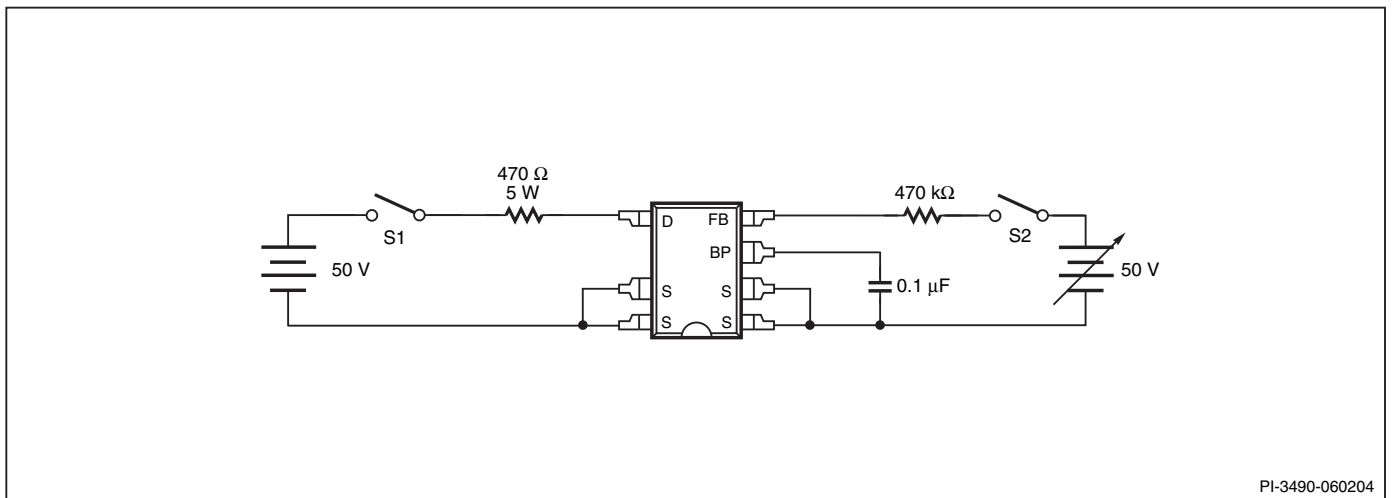 470 Ω
5 W
470 kΩ
S1
D
FB
S2
BP
50 V
50 V
0.1 μF
S
S
S
S
PI-3490-060204